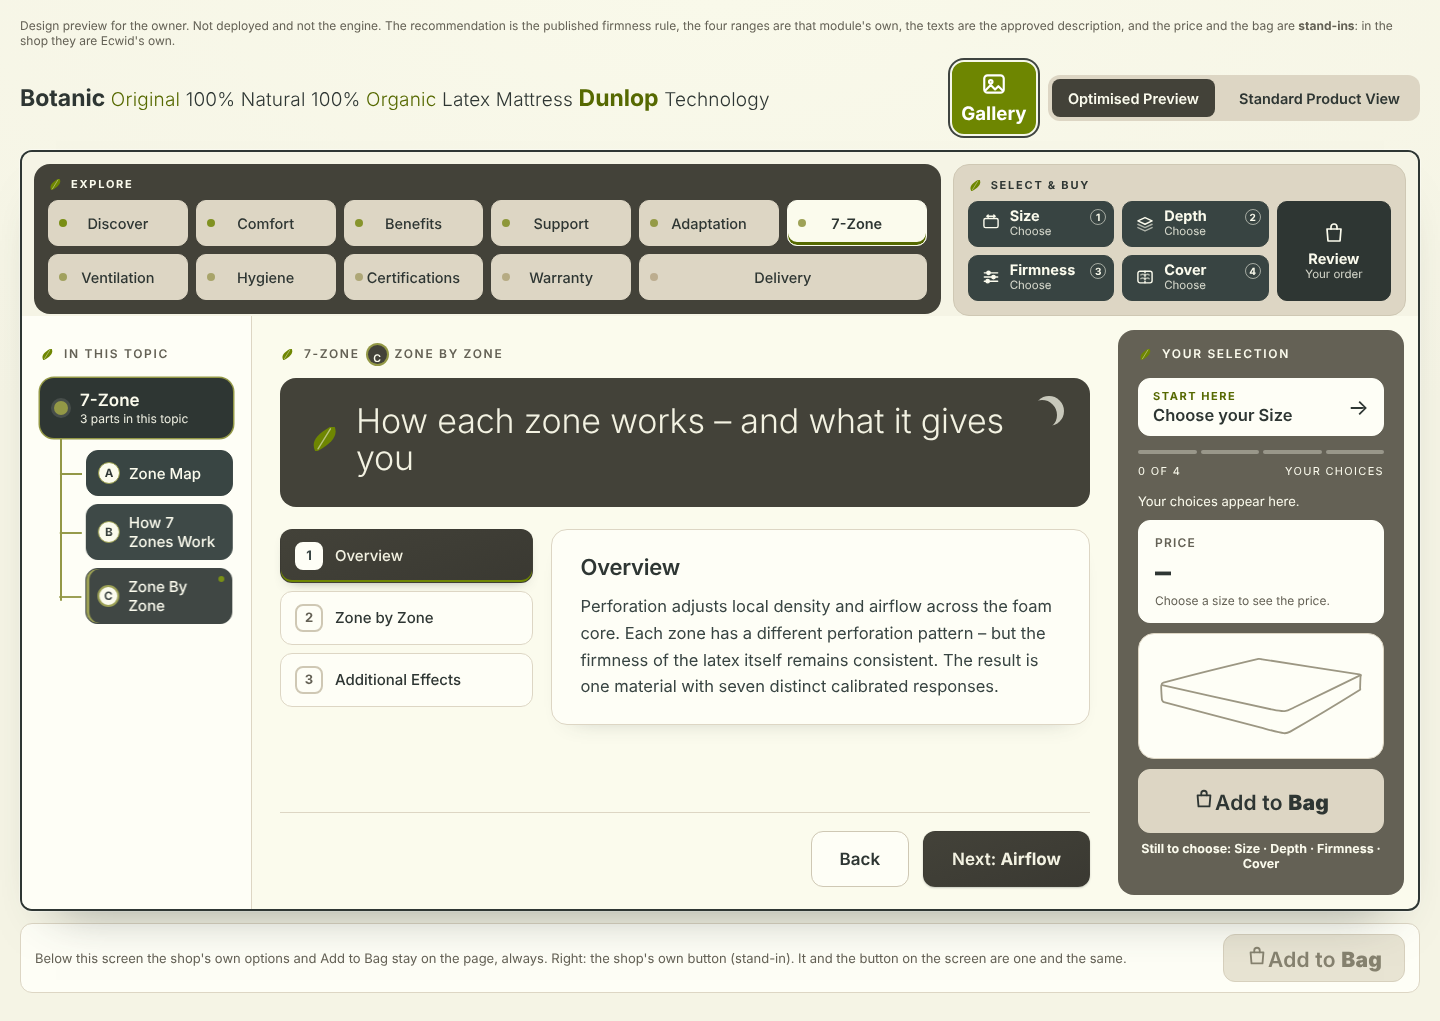 Design preview for the owner. Not deployed and not the engine. The recommendation is the published firmness rule, the four ranges are that module's own, the texts are the approved description, and the price and the bag are stand-ins: in the
shop they are Ecwid's own.
Botanic Original 100% Natural 100% Organic Latex Mattress Dunlop Technology
Gallery
Optimised Preview
Standard Product View
EXPLORE
Discover
Comfort
Benefits
Support
Adaptation
7-Zone
Ventilation
Hygiene
Certifications
Warranty
Delivery
SELECT & BUY
Size
Choose
1
Depth
Choose
2
Firmness
Choose
3
Cover
Choose
4
Review
Your order
IN THIS TOPIC
7-Zone
3 parts in this topic
A Zone Map
B How 7
Zones Work
C Zone By
Zone
7-ZONE C ZONE BY ZONE
How each zone works – and what it gives
you
1 Overview
2 Zone by Zone
3 Additional Effects
Overview
Perforation adjusts local density and airflow across the foam
core. Each zone has a different perforation pattern – but the
firmness of the latex itself remains consistent. The result is
one material with seven distinct calibrated responses.
Back
Next: Airflow
YOUR SELECTION
START HERE
Choose your Size
0 OF 4
YOUR CHOICES
Your choices appear here.
PRICE
–
Choose a size to see the price.
Add to Bag
Still to choose: Size · Depth · Firmness ·
Cover
Below this screen the shop's own options and Add to Bag stay on the page, always. Right: the shop's own button (stand-in). It and the button on the screen are one and the same.
Add to Bag